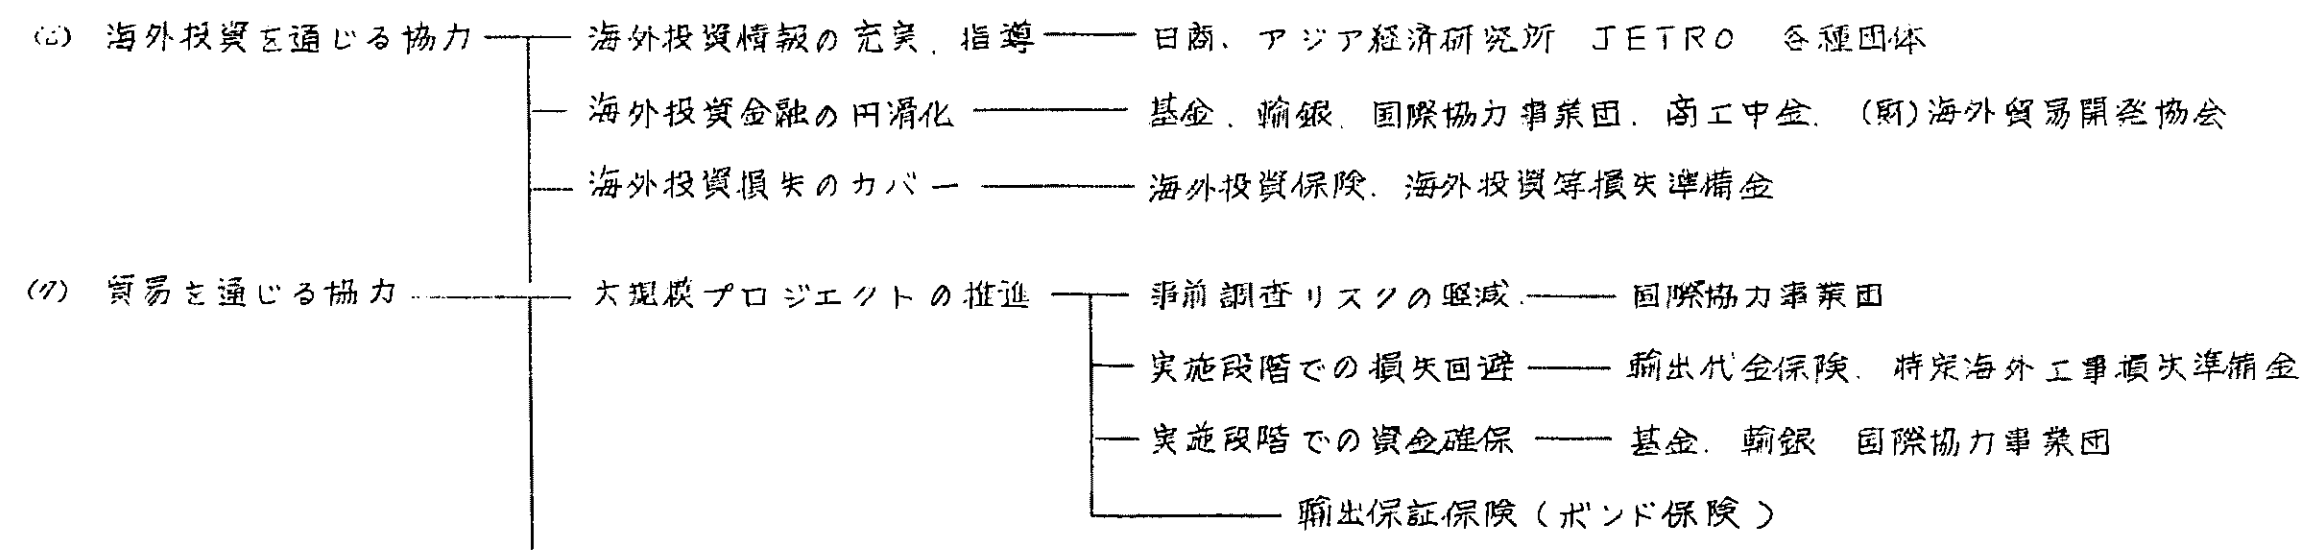 海外投資を通じる協力 海外投資情報の充実、指導 日商、アジア経済研究所 JETRO 各種団体
海外投資金融の円滑化 基金、輸銀、国際協力事業団、商工中金、(財)海外貿易開発協会
海外投資損失のカバー 海外投資保険、海外投資等損失準備金
(ク) 貿易を通じる協力 大規模プロジェクトの推進 事前調査リスクの軽減 国際協力事業団
実施段階での損失回避 輸出代金保険、特定海外工事損失準備金
実施段階での資金確保 基金、輸銀 国際協力事業団
輸出保証保険(ボンド保険)